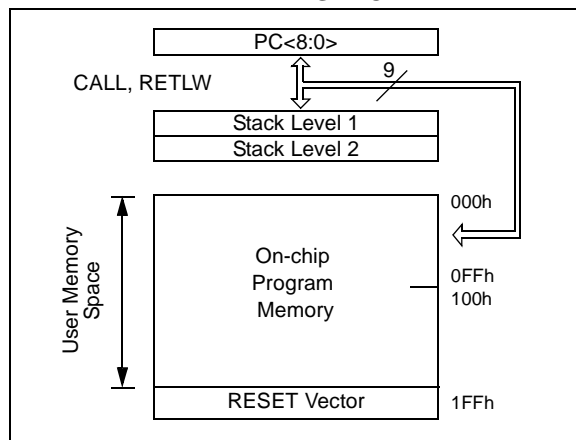 PC<8:0>
9
CALL, RETLW
Stack Level 1
Stack Level 2
000h
User Memory
Space
On-chip
Program
Memory
0FFh
100h
RESET Vector
1FFh